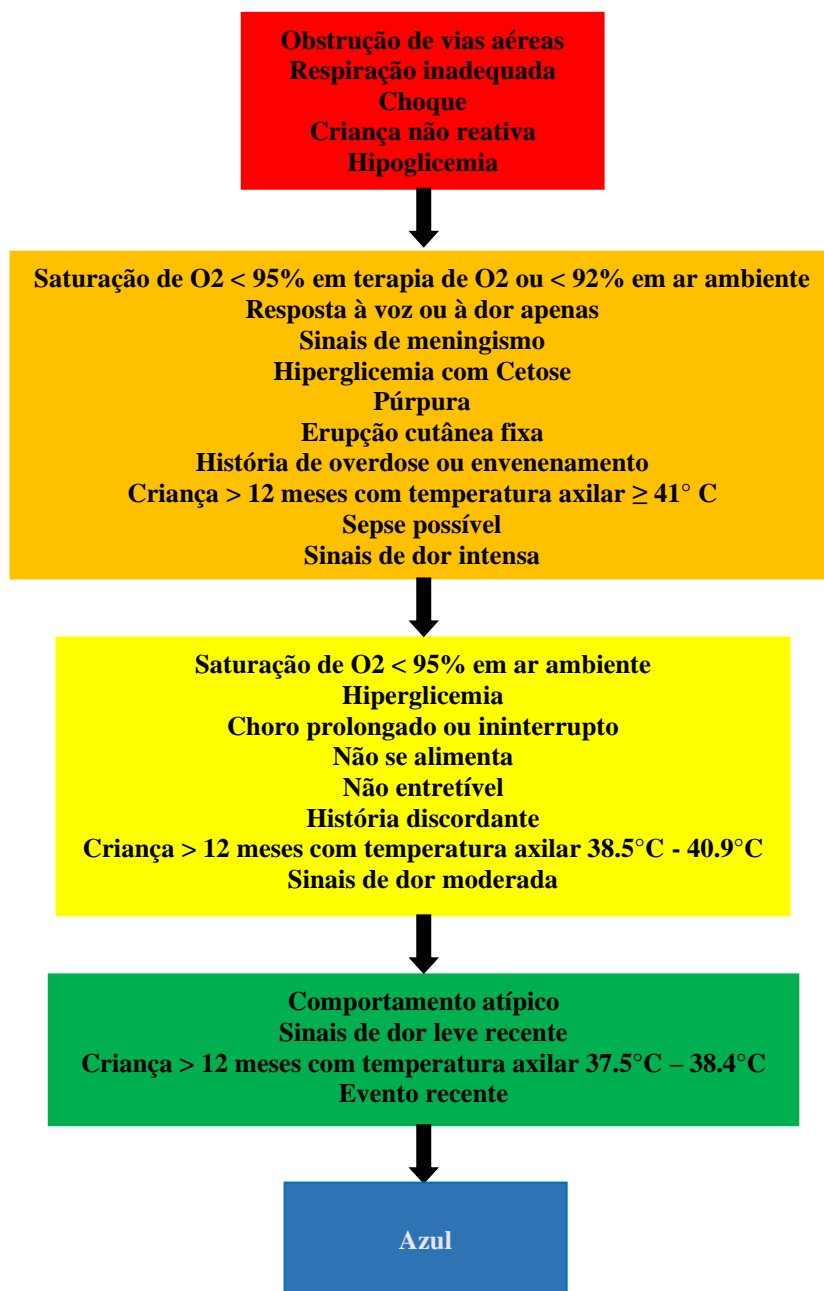 Obstrução de vias aéreas
Respiração inadequada
Choque
Criança não reativa
Hipoglicemia
Saturação de O2 < 95% em terapia de O2 ou < 92% em ar ambiente
Resposta à voz ou à dor apenas
Sinais de meningismo
Hiperglicemia com Cetose
Púrpura
Erupção cutânea fixa
História de overdose ou envenenamento
Criança > 12 meses com temperatura axilar ≥ 41° C
Sepse possível
Sinais de dor intensa
Saturação de O2 < 95% em ar ambiente
Hiperglicemia
Choro prolongado ou ininterrupto
Não se alimenta
Não entretível
História discordante
Criança > 12 meses com temperatura axilar 38.5°C - 40.9°C
Sinais de dor moderada
Comportamento atípico
Sinais de dor leve recente
Criança > 12 meses com temperatura axilar 37.5°C – 38.4°C
Evento recente
Azul